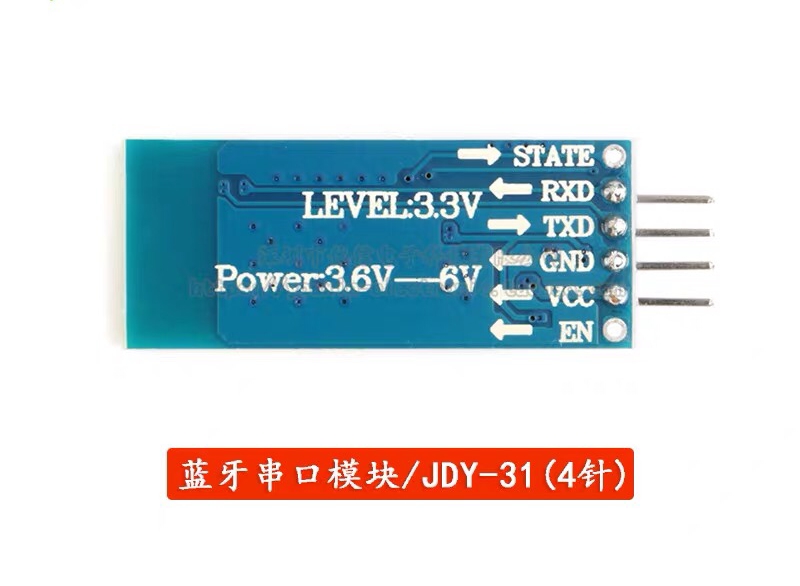 STATE
RXD
LEVEL:3.3V
TXD
GND
Power:3.6V—6V
VCC
EN
蓝牙串口模块/JDY-31(4针)